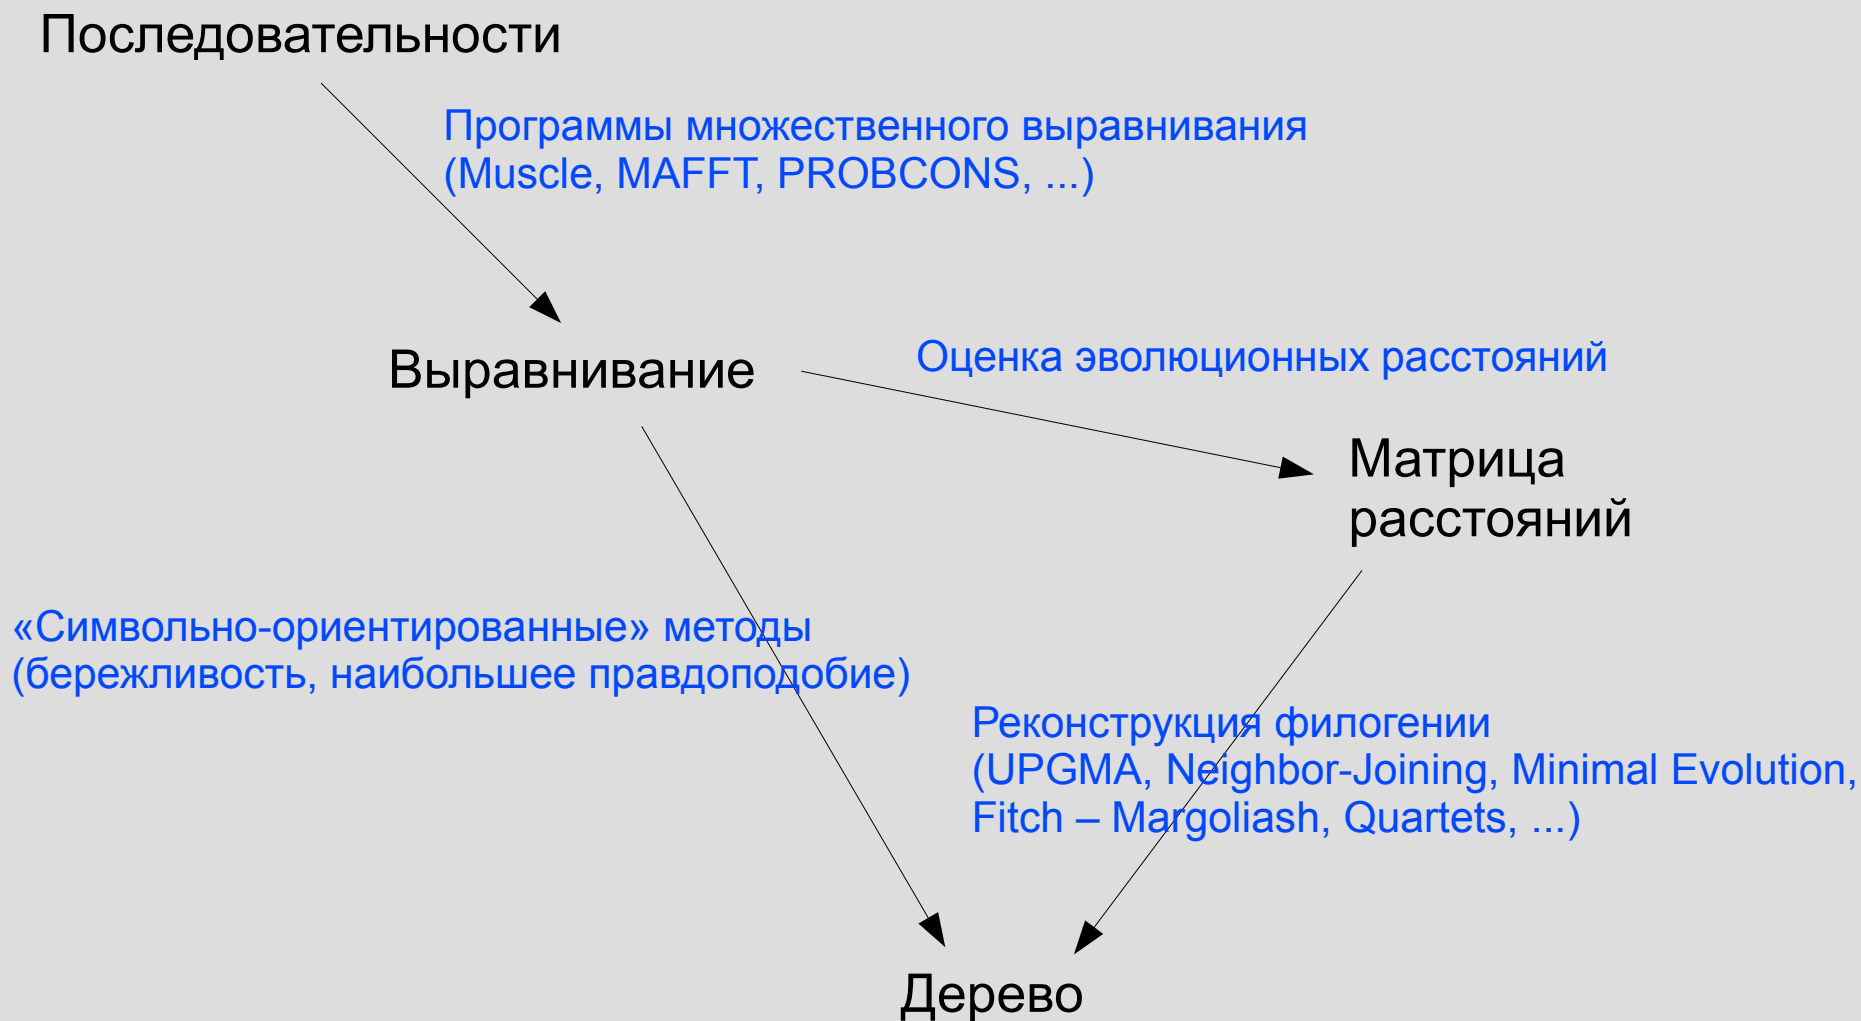 Последовательности
Программы множественного выравнивания
(Muscle, MAFFT, PROBCONS, ...)
Выравнивание
Оценка эволюционных расстояний
Матрица
расстояний
«Символьно-ориентированные» методы
(бережливость, наибольшее правдоподобие)
Реконструкция филогении
(UPGMA, Neighbor-Joining, Minimal Evolution,
Fitch – Margoliash, Quartets, ...)
Дерево